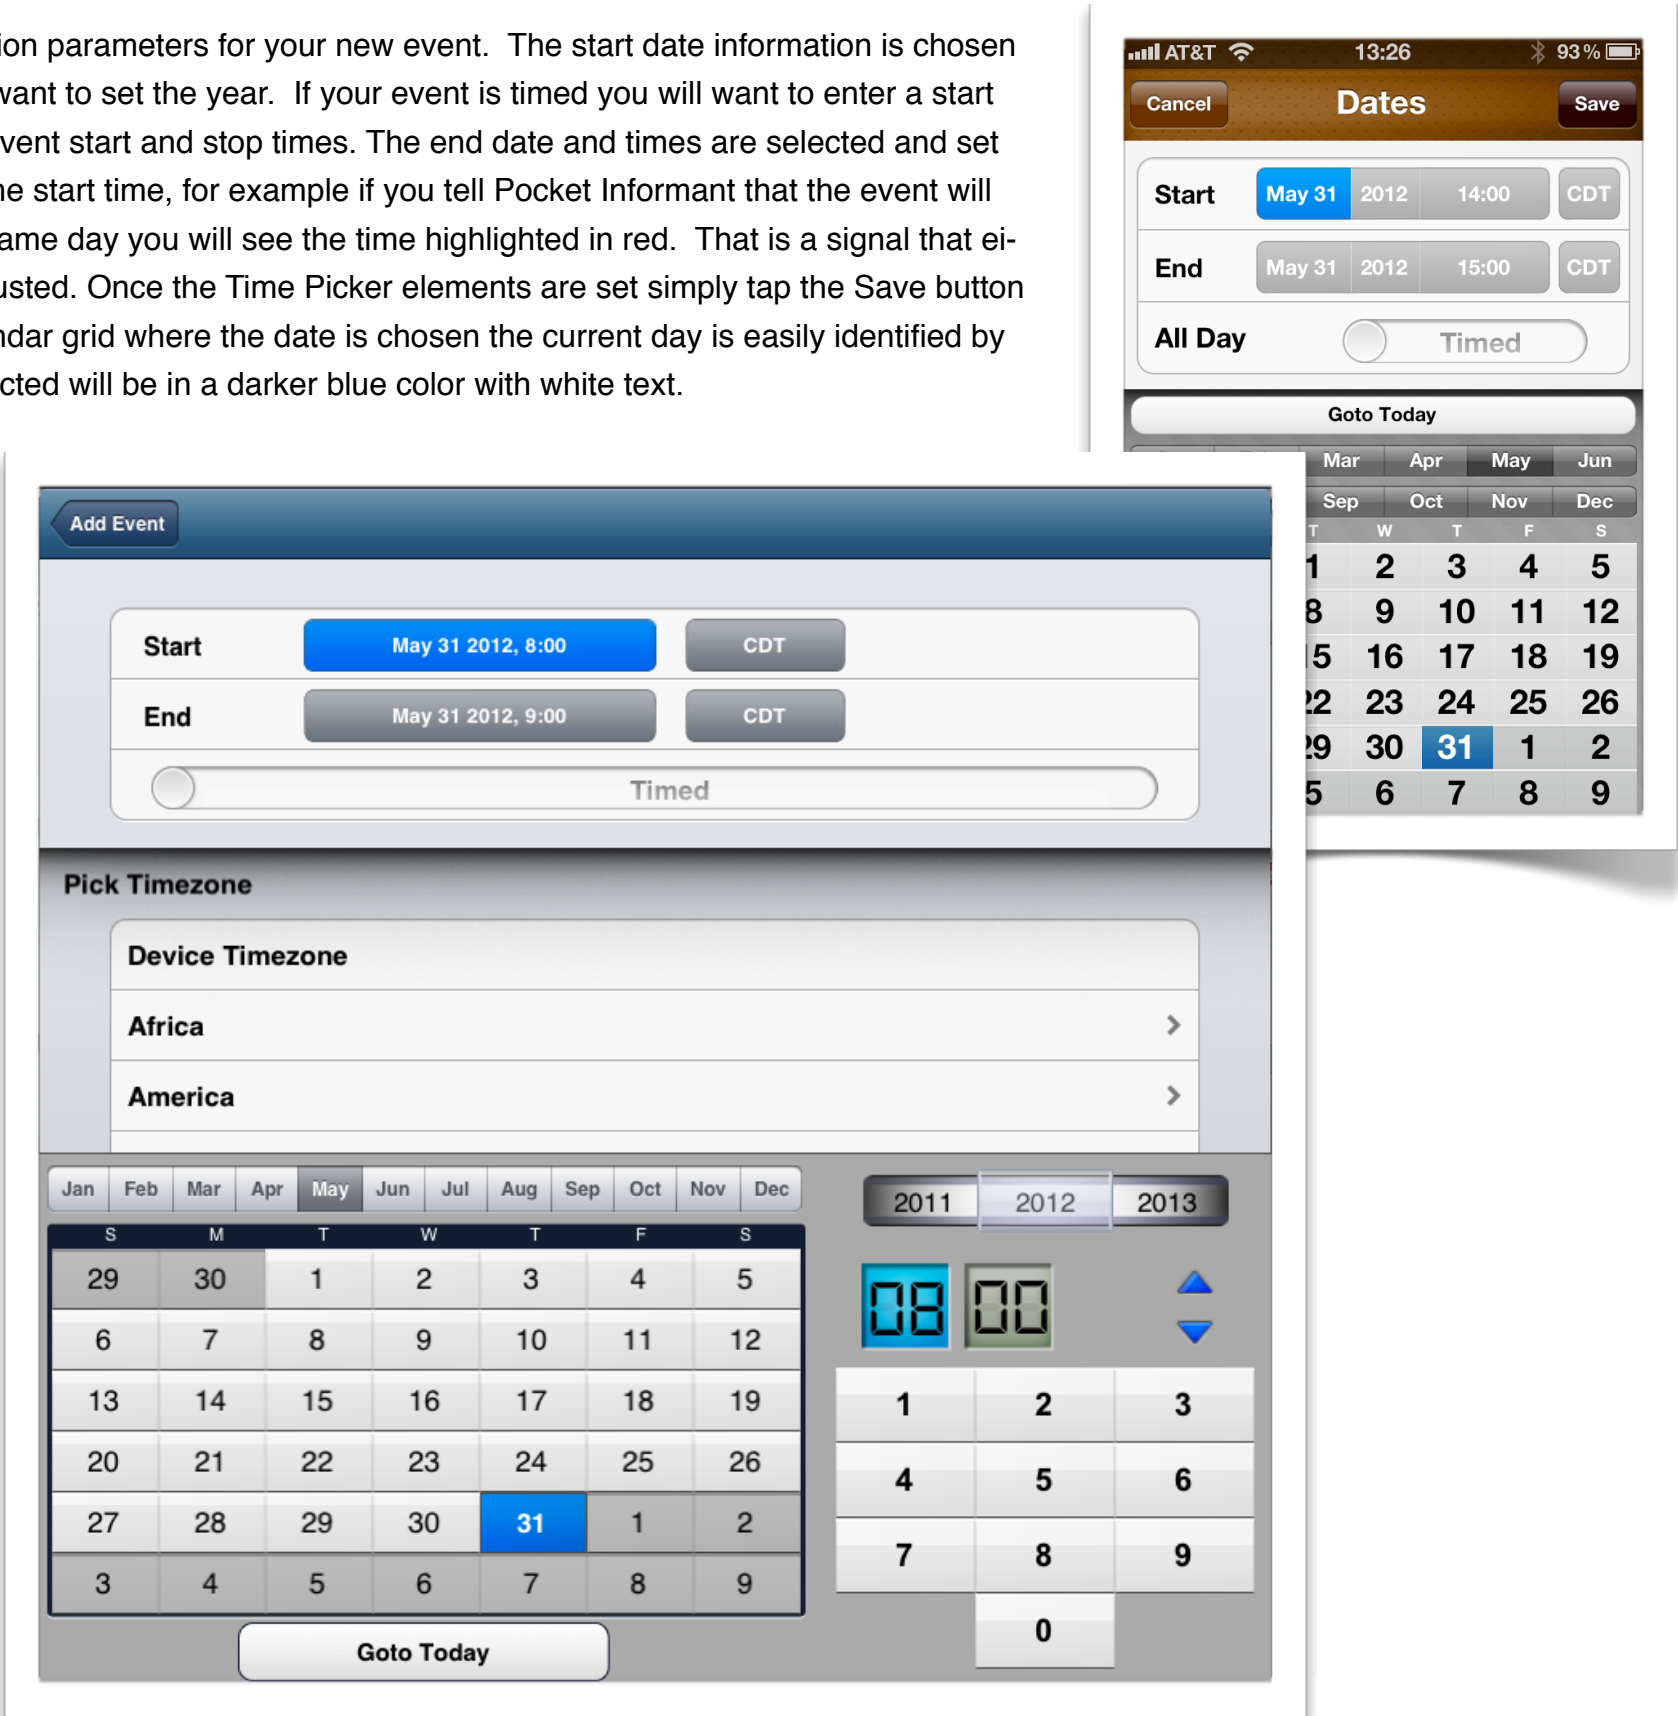 ion parameters for your new event. The start date information is chosen
want to set the year. If your event is timed you will want to enter a start
vent start and stop times. The end date and times are selected and set
he start time, for example if you tell Pocket Informant that the event will
ame day you will see the time highlighted in red. That is a signal that ei-
usted. Once the Time Picker elements are set simply tap the Save button
ndar grid where the date is chosen the current day is easily identified by
cted will be in a darker blue color with white text.
AT&T 13:26 93%
Cancel Dates Save
Start May 31 2012 14:00 CDT
End May 31 2012 15:00 CDT
All Day Timed
Goto Today
Mar Apr May Jun
Sep Oct Nov Dec
T W T F S
1 2 3 4 5
8 9 10 11 12
15 16 17 18 19
22 23 24 25 26
29 30 31 1 2
5 6 7 8 9
Add Event
Start May 31 2012, 8:00 CDT
End May 31 2012, 9:00 CDT
Timed
Pick Timezone
Device Timezone
Africa
America
Jan Feb Mar Apr May Jun Jul Aug Sep Oct Nov Dec
S M T W T F S
29 30 1 2 3 4 5
6 7 8 9 10 11 12
13 14 15 16 17 18 19
20 21 22 23 24 25 26
27 28 29 30 31 1 2
3 4 5 6 7 8 9
Goto Today
2011 2012 2013
08 00
1 2 3
4 5 6
7 8 9
0